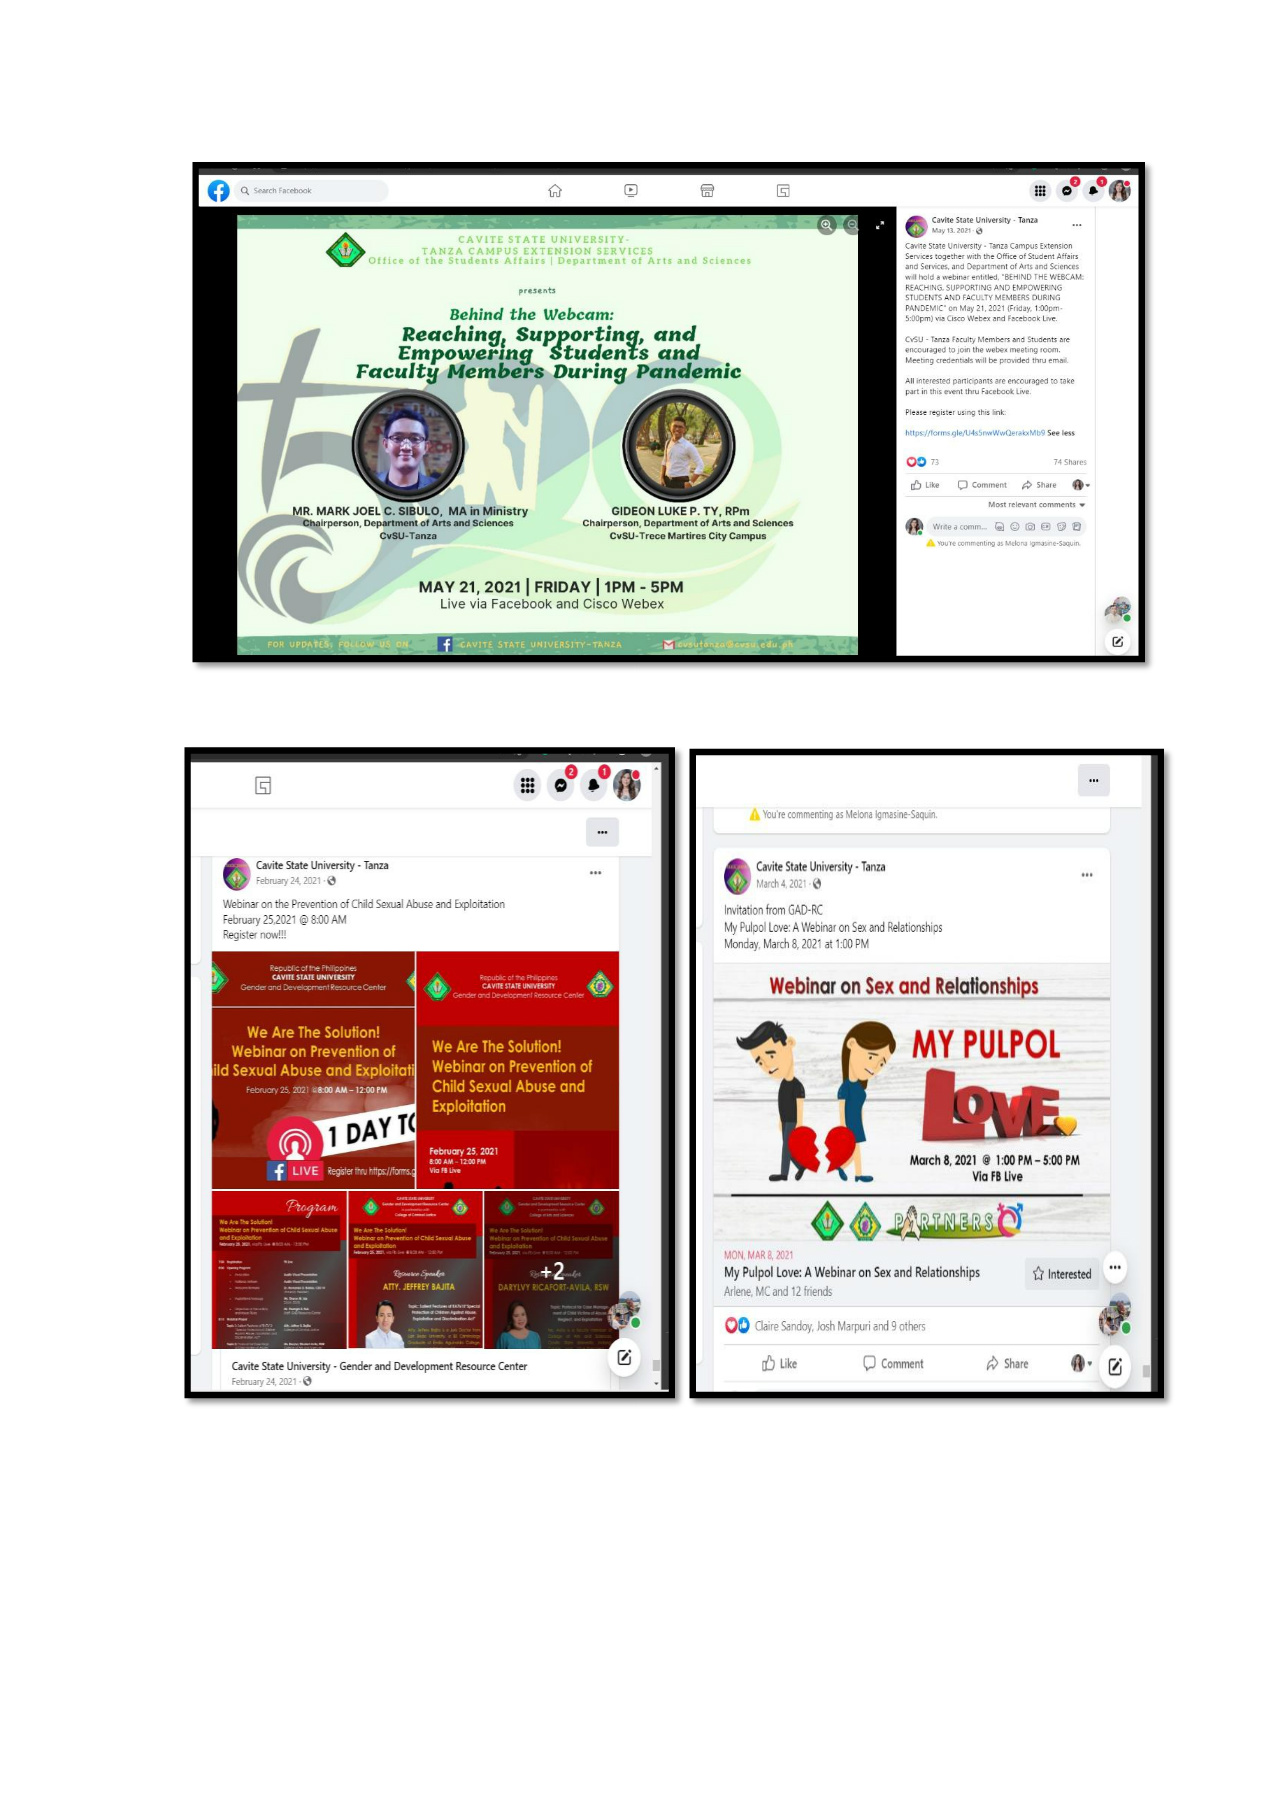 Search Facebook
2
1
CAVITE STATE UNIVERSITY-
TANZA CAMPUS EXTENSION SERVICES
Office of the Students Affairs | Department of Arts and Sciences
presents
Behind the Webcam:
Reaching, Supporting, and
Empowering Students and
Faculty Members During Pandemic
MR. MARK JOEL C. SIBULO, MA in Ministry
Chairperson, Department of Arts and Sciences
CvSU-Tanza
GIDEON LUKE P. TY, RPm
Chairperson, Department of Arts and Sciences
CvSU-Trece Martires City Campus
MAY 21, 2021 | FRIDAY | 1PM - 5PM
Live via Facebook and Cisco Webex
FOR UPDATES, FOLLOW US ON
CAVITE STATE UNIVERSITY-TANZA
cvsutanza@cvsu.edu.ph
Cavite State University - Tanza
May 13, 2021
Cavite State University - Tanza Campus Extension
Services together with the Office of Student Affairs
and Services, and Department of Arts and Sciences
will hold a webinar entitled, "BEHIND THE WEBCAM:
REACHING, SUPPORTING AND EMPOWERING
STUDENTS AND FACULTY MEMBERS DURING
PANDEMIC" on May 21, 2021 (Friday, 1:00pm-
5:00pm) via Cisco Webex and Facebook Live.
CvSU - Tanza Faculty Members and Students are
encouraged to join the webex meeting room.
Meeting credentials will be provided thru email.
All interested participants are encouraged to take
part in this event thru Facebook Live.
Please register using this link:
See less
73
74 Shares
Like Comment Share
Most relevant comments
Write a comm...
You're commenting as Melona Igmasine-Saquin.
2
1
Cavite State University - Tanza
February 24, 2021
Webinar on the Prevention of Child Sexual Abuse and Exploitation
February 25,2021 @ 8:00 AM
Register now!!!
Republic of the Philippines
CAVITE STATE UNIVERSITY
Gender and Development Resource Center
We Are The Solution!
Webinar on Prevention of
ild Sexual Abuse and Exploitati
February 25, 2021 @8:00 AM – 12:00 PM
1 DAY TO
LIVE
Register thru https://forms.g
Republic of the Philippines
CAVITE STATE UNIVERSITY
Gender and Development Resource Center
We Are The Solution!
Webinar on Prevention of
Child Sexual Abuse and
Exploitation
February 25, 2021
8:00 AM – 12:00 PM
Via FB Live
Program
We Are The Solution!
Webinar on Prevention of Child Sexual Abuse
and Exploitation
CAVITE STATE UNIVERSITY
Gender and Development Resource Center
We Are The Solution!
Webinar on Prevention of Child Sexual Abuse
and Exploitation
Resource Speaker
ATTY. JEFFREY BAJITA
We Are The Solution!
Webinar on Prevention of Child Sexual Abuse
and Exploitation
+2
DARYLVY RICAFORT-AVILA, RSW
Cavite State University - Gender and Development Resource Center
February 24, 2021
You're commenting as Melona Igmasine-Saquin.
Cavite State University - Tanza
March 4, 2021
Invitation from GAD-RC
My Pulpol Love: A Webinar on Sex and Relationships
Monday, March 8, 2021 at 1:00 PM
Webinar on Sex and Relationships
MY PULPOL
LOVE
March 8, 2021 @ 1:00 PM – 5:00 PM
Via FB Live
PARTNERS
MON, MAR 8, 2021
My Pulpol Love: A Webinar on Sex and Relationships
Interested
Arlene, MC and 12 friends
Claire Sandoy, Josh Marpuri and 9 others
Like Comment Share